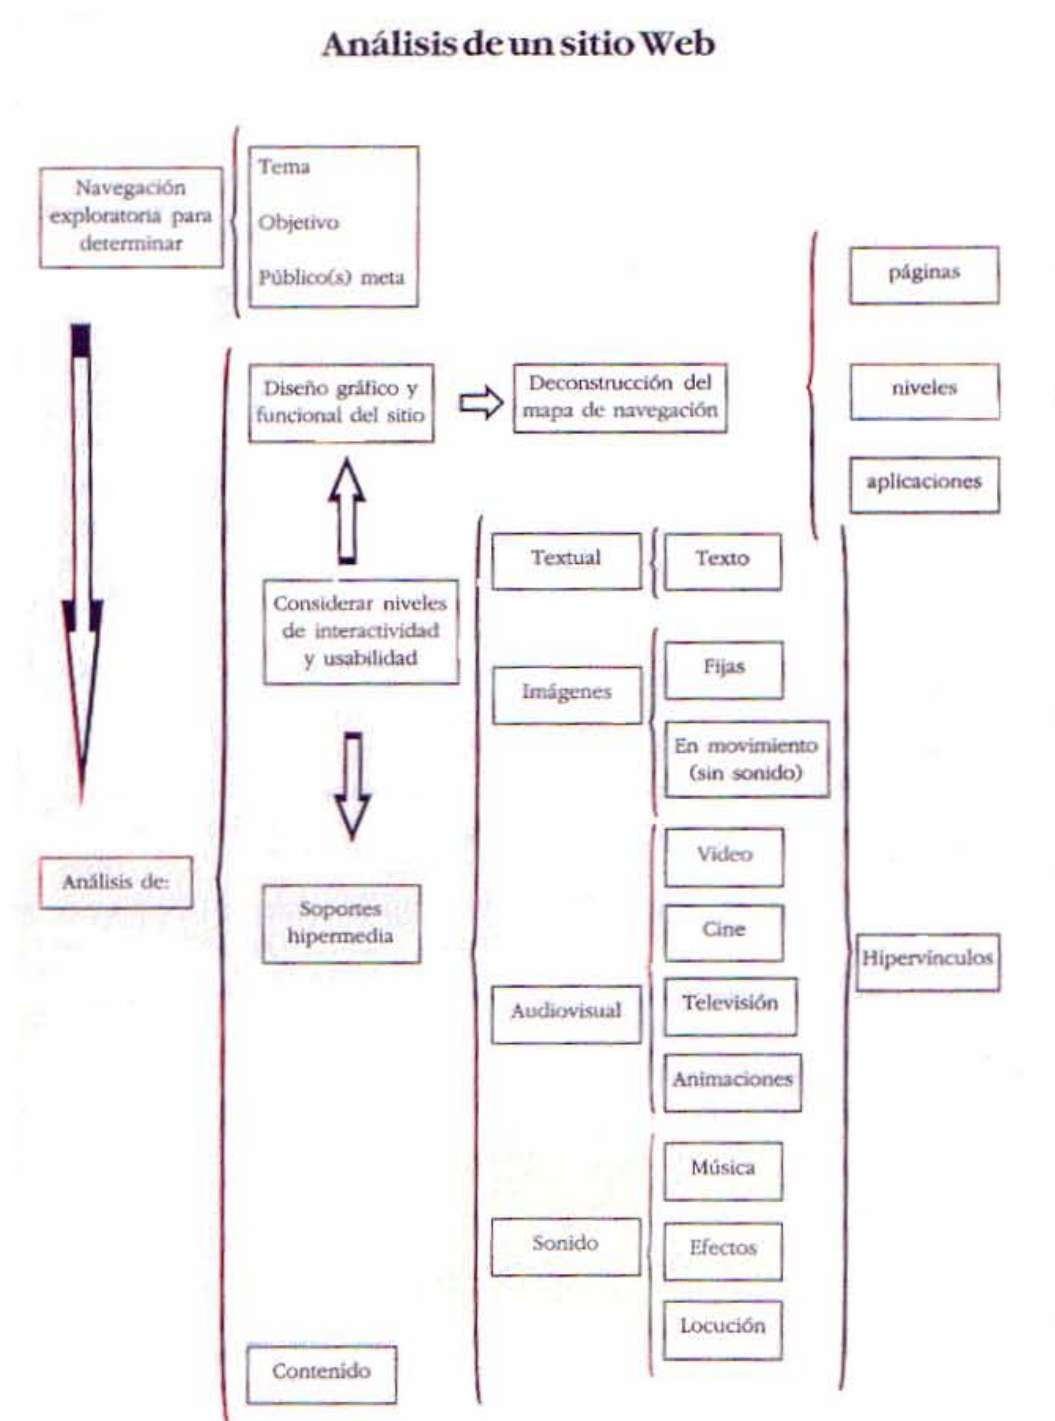 Análisis de un sitio Web
Navegación
exploratoria para
determinar
Tema
Objetivo
Público(s) meta
Diseño gráfico y
funcional del sitio
Deconstrucción del
mapa de navegación
páginas
niveles
aplicaciones
Considerar niveles
de interactividad
y usabilidad
Análisis de:
Soportes
hipermedia
Textual
Texto
Imágenes
Fijas
En movimiento
(sin sonido)
Audiovisual
Video
Cine
Televisión
Animaciones
Sonido
Música
Efectos
Locución
Hipervínculos
Contenido